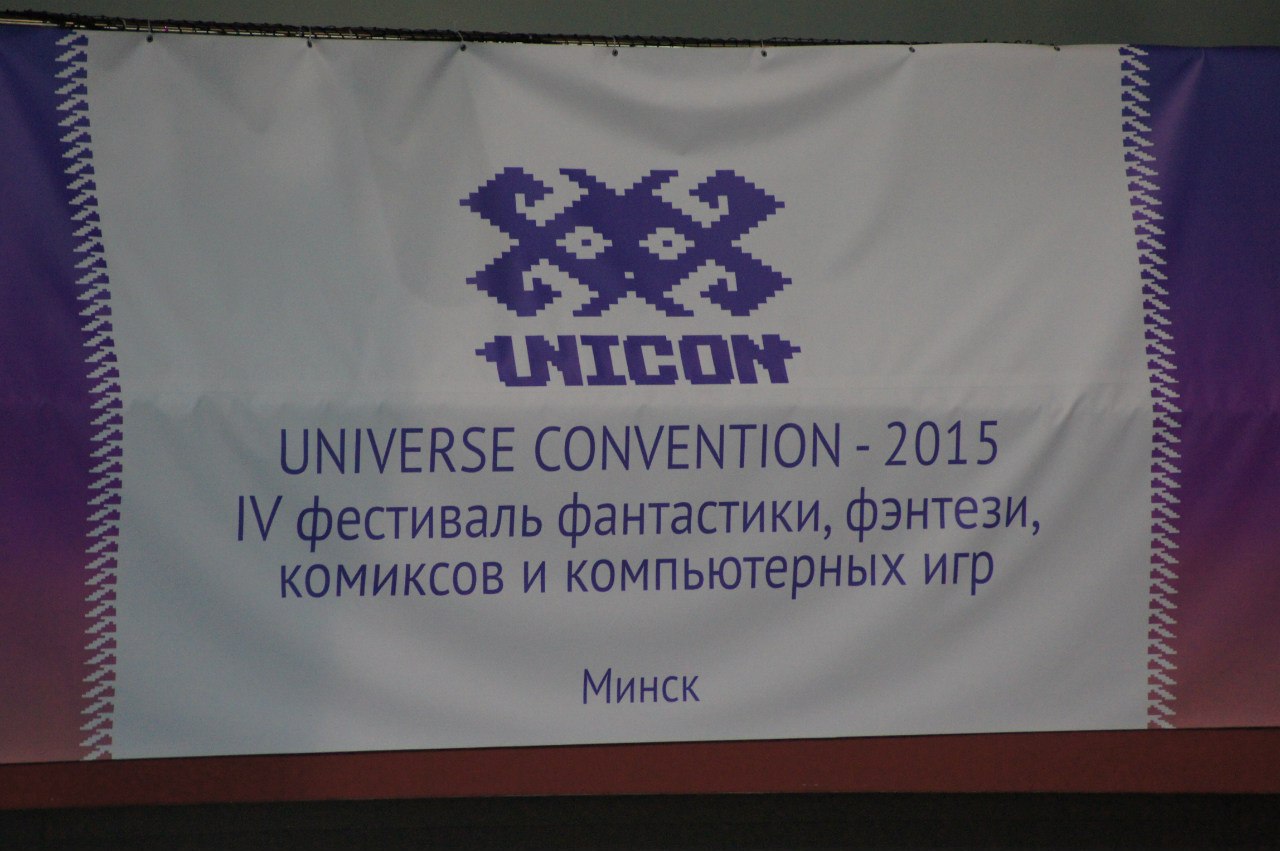 UNICON
UNIVERSE CONVENTION - 2015
IV фестиваль фантастики, фэнтези,
комиксов и компьютерных игр
Минск